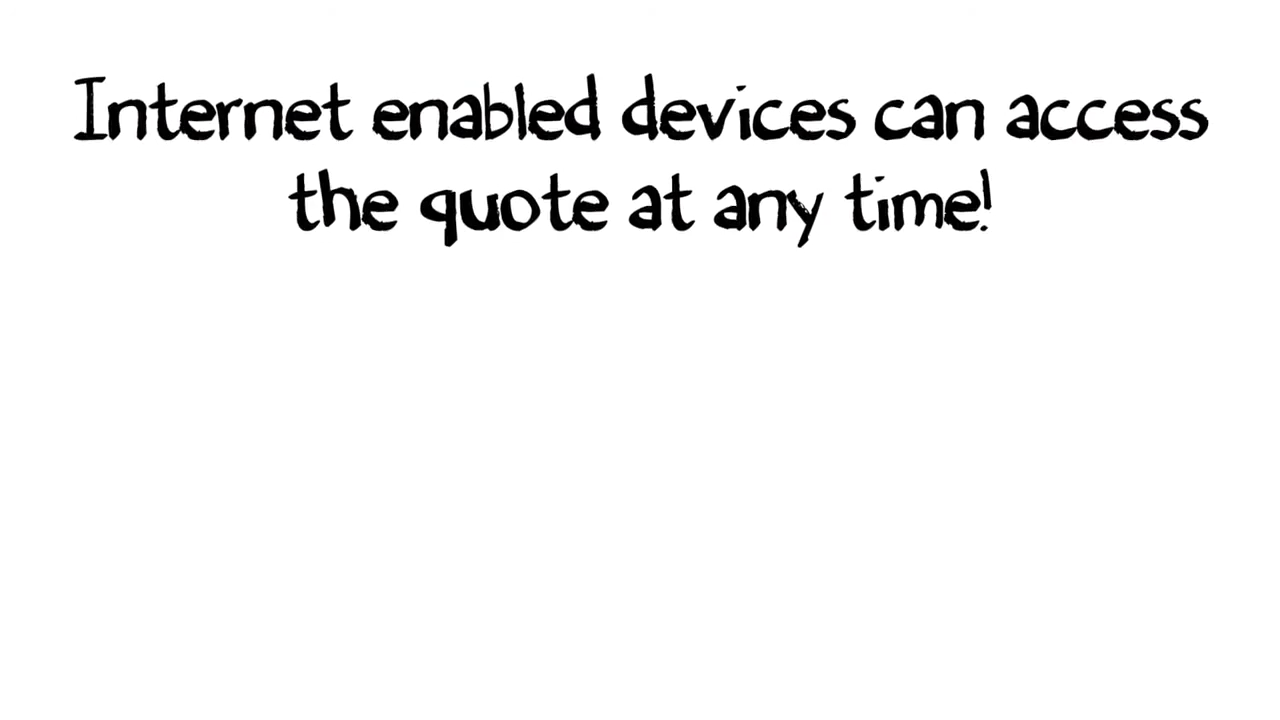 Internet enabled devices can access
the quote at any time!